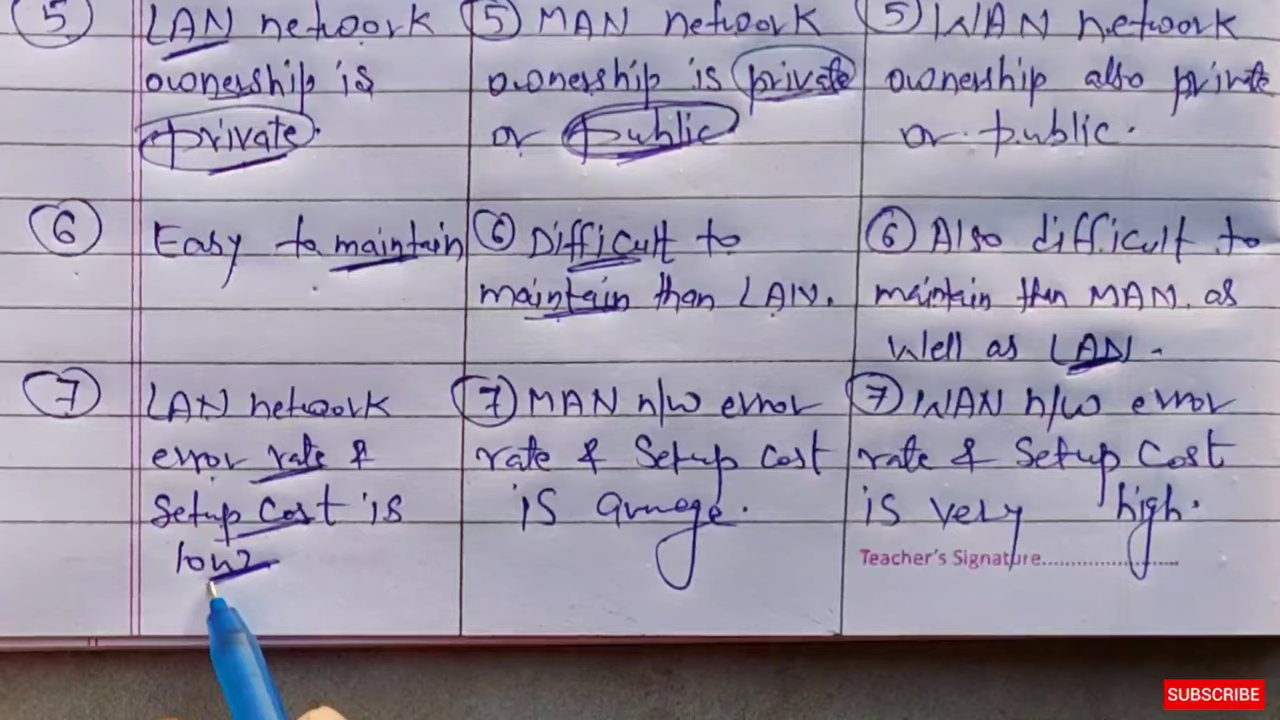 5 LAN network
ownership is
private.
5 MAN network
ownership is private
or public
5 WAN network
ownership also private
or public.
6 Easy to maintain
6 Difficult to
maintain than LAN.
6 Also difficult to
maintain then MAN. as
well as LAN.
7 LAN network
error rate &
Setup Cost is
low
7 MAN n/w error
rate & Setup Cost
is
7 WAN n/w error
rate & Setup Cost
is very high.
Teacher's Signature........................
SUBSCRIBE